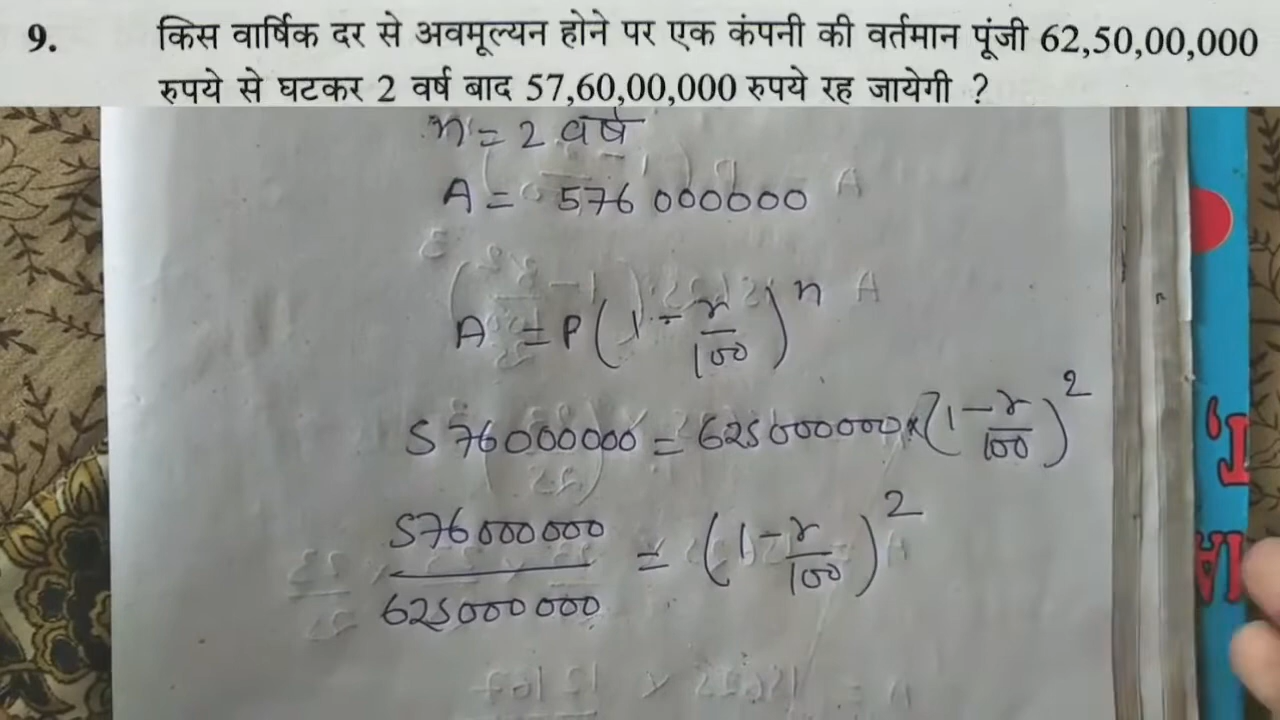 9. किस वार्षिक दर से अवमूल्यन होने पर एक कंपनी की वर्तमान पूंजी 62,50,00,000
रुपये से घटकर 2 वर्ष बाद 57,60,00,000 रुपये रह जायेगी ?
n = 2 वर्ष
A = 576000000
A = P(1 - r/100)^n
576000000 = 625000000 × (1 - r/100)^2
576000000/625000000 = (1 - r/100)^2